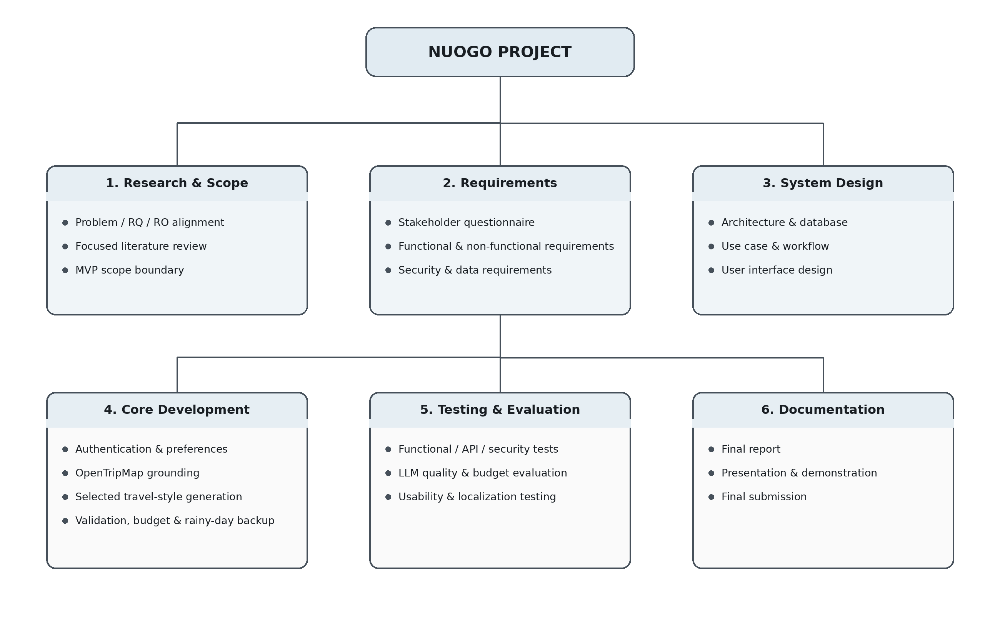 NUOGO PROJECT
1. Research & Scope
Problem / RQ / RO alignment
Focused literature review
MVP scope boundary
2. Requirements
Stakeholder questionnaire
Functional & non-functional requirements
Security & data requirements
3. System Design
Architecture & database
Use case & workflow
User interface design
4. Core Development
Authentication & preferences
OpenTripMap grounding
Selected travel-style generation
Validation, budget & rainy-day backup
5. Testing & Evaluation
Functional / API / security tests
LLM quality & budget evaluation
Usability & localization testing
6. Documentation
Final report
Presentation & demonstration
Final submission